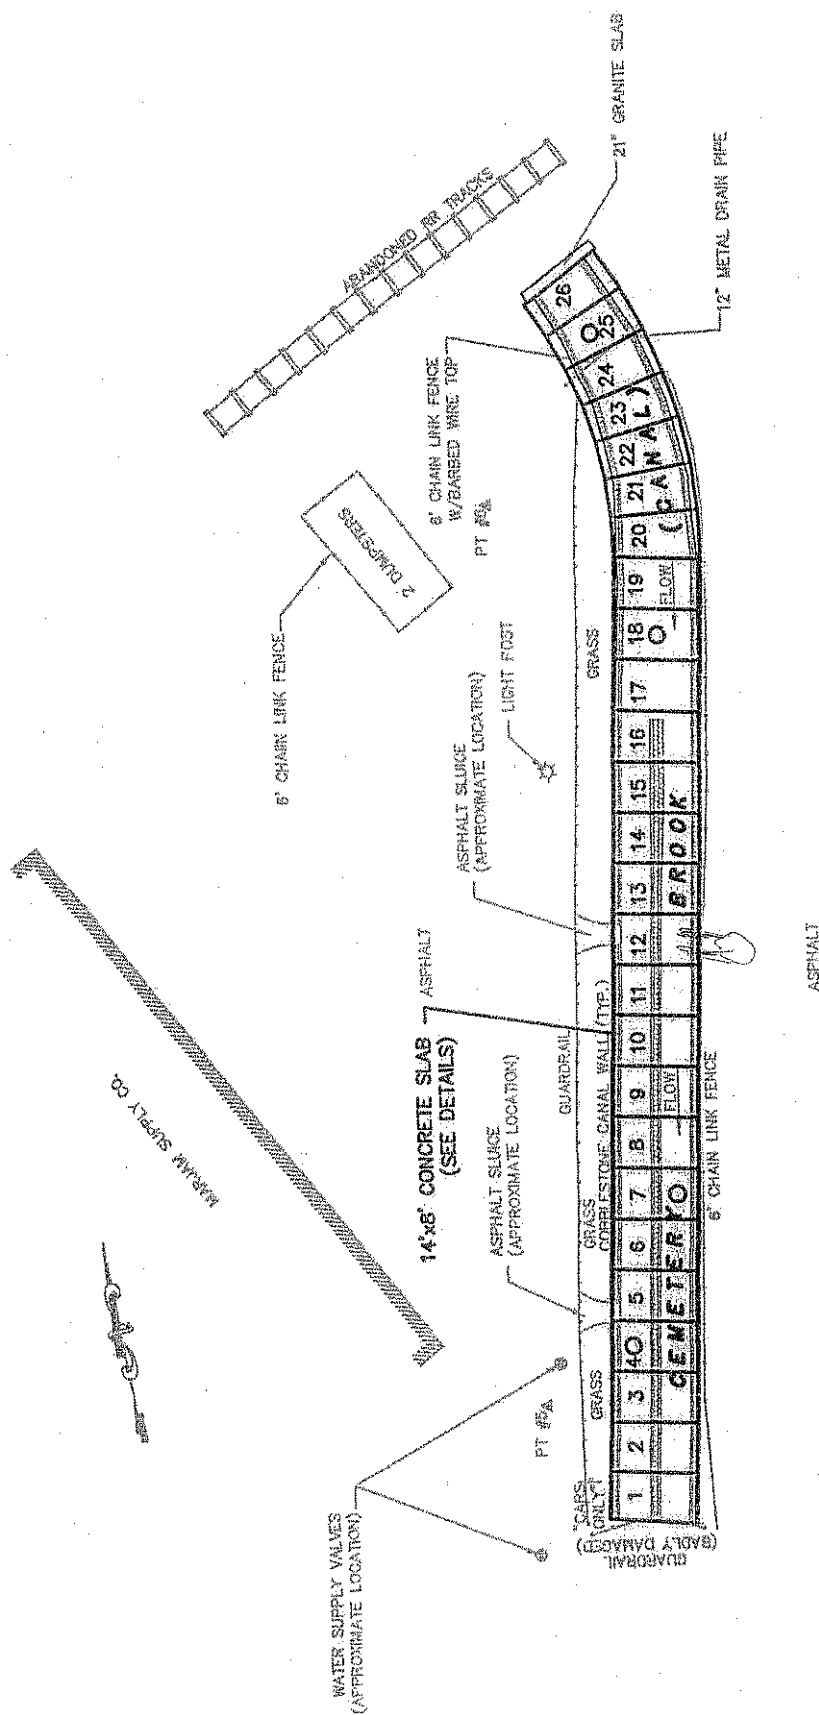 21" GRANITE SLAB
ABANDONED RR TRACKS
12" METAL DRAIN PIPE
6' CHAIN LINK FENCE
W/BARBED WIRE TOP
PT #6
2 DUMPSTERS
6' CHAIN LINK FENCE
LIGHT POST
GRASS
ASPHALT SLUICE
(APPROXIMATE LOCATION)
MARJAM SUPPLY CO.
14'x8' CONCRETE SLAB
(SEE DETAILS)
ASPHALT
GUARDRAIL
ASPHALT SLUICE
(APPROXIMATE LOCATION)
GRASS
COBBLESTONE CANAL WALL (TYP.)
WATER SUPPLY VALVES
(APPROXIMATE LOCATION)
PT #5
GRASS
"CARS
ONLY"
GUARDRAIL
(BADLY DAMAGED)
1 2 3 4 5 6 7 8 9 10 11 12 13 14 15 16 17 18 19 20 21 22 23 24 25 26
CEMETERY BROOK (CANAL)
FLOW
FLOW
6' CHAIN LINK FENCE
ASPHALT